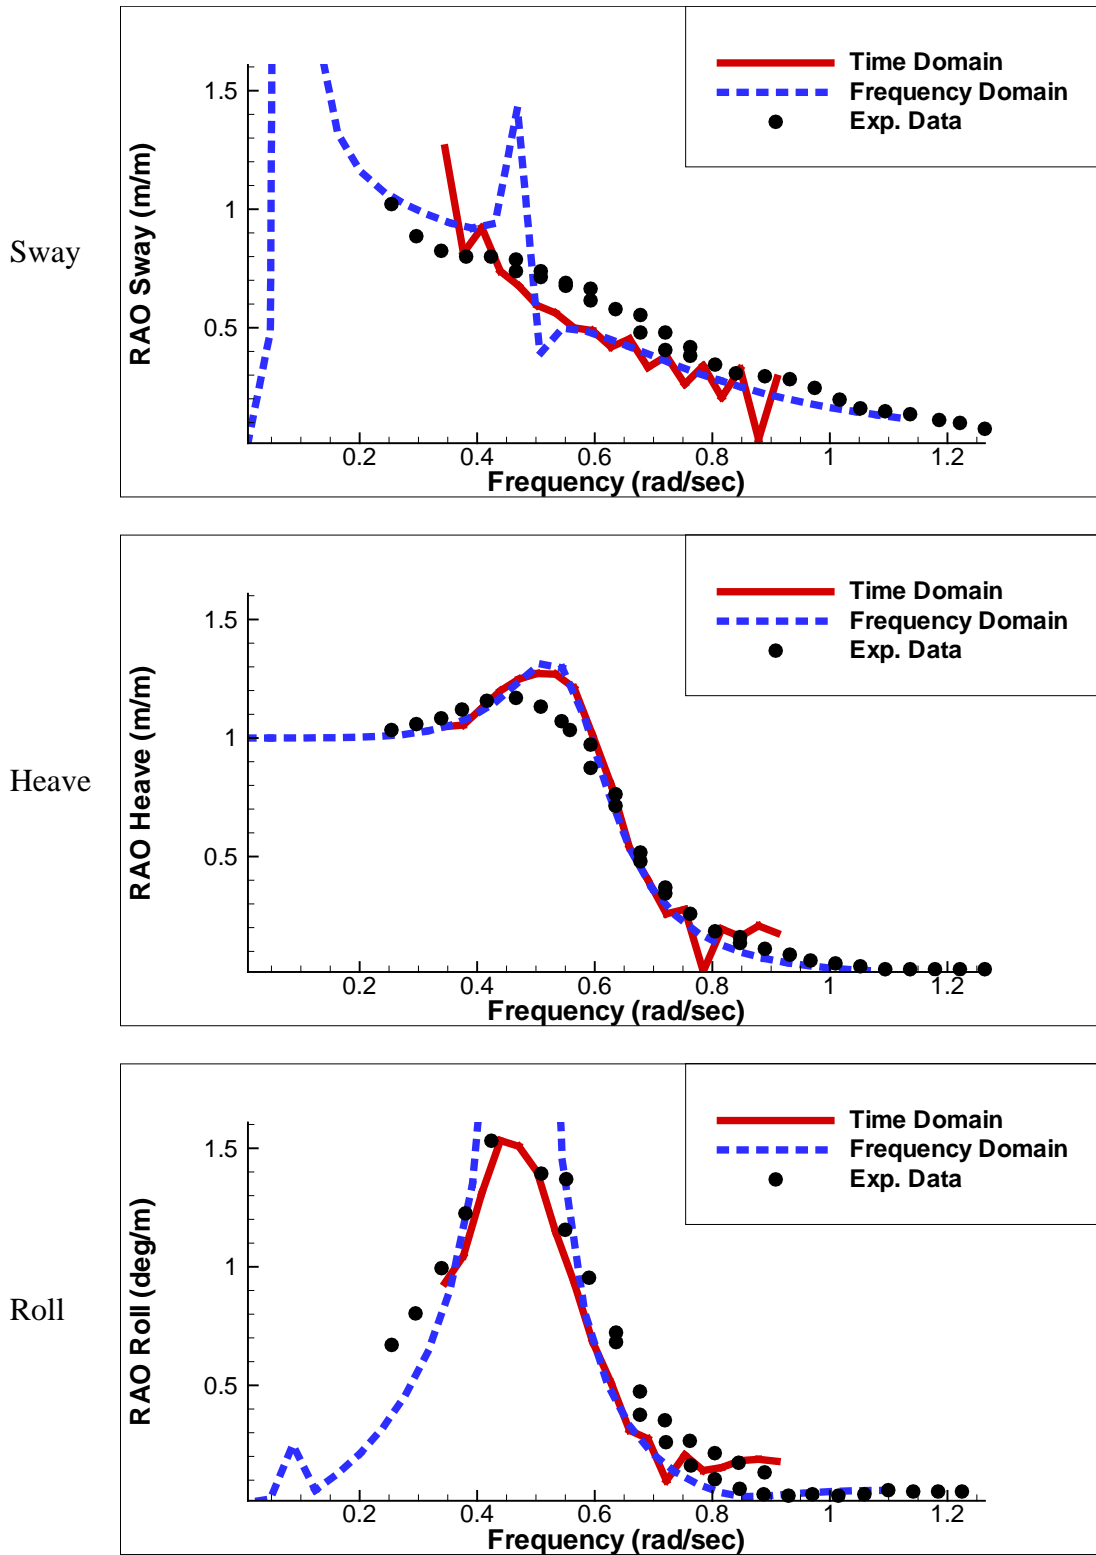 Sway
RAO Sway (m/m)
1.5
1
0.5
0.2 0.4 0.6 0.8 1 1.2
Frequency (rad/sec)
Time Domain
Frequency Domain
Exp. Data
Heave
RAO Heave (m/m)
1.5
1
0.5
0.2 0.4 0.6 0.8 1 1.2
Frequency (rad/sec)
Time Domain
Frequency Domain
Exp. Data
Roll
RAO Roll (deg/m)
1.5
1
0.5
0.2 0.4 0.6 0.8 1 1.2
Frequency (rad/sec)
Time Domain
Frequency Domain
Exp. Data